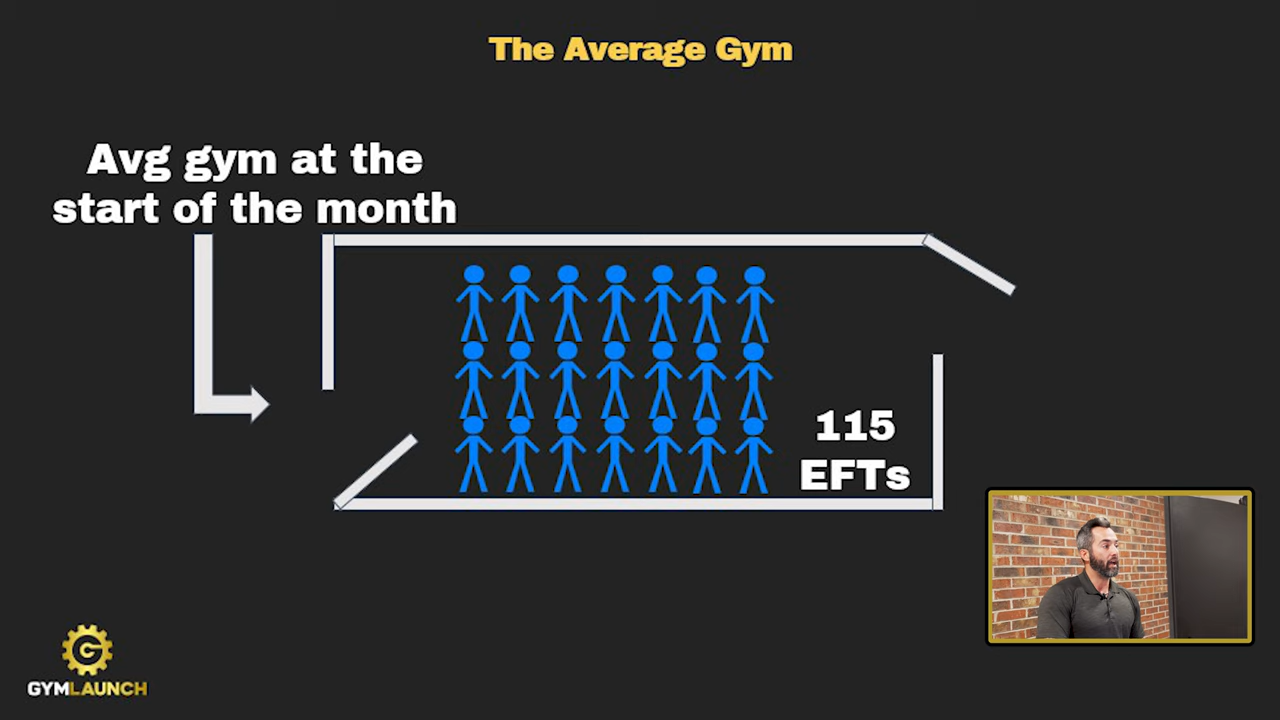 The Average Gym
Avg gym at the
start of the month
115
EFTs
G
GYMLAUNCH